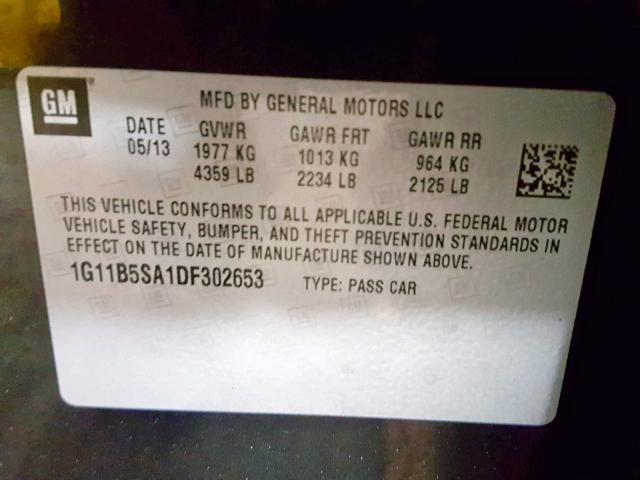 GM
MFD BY GENERAL MOTORS LLC
DATE GVWR GAWR FRT GAWR RR
05/13 1977 KG 1013 KG 964 KG
4359 LB 2234 LB 2125 LB
THIS VEHICLE CONFORMS TO ALL APPLICABLE U.S. FEDERAL MOTOR
VEHICLE SAFETY, BUMPER, AND THEFT PREVENTION STANDARDS IN
EFFECT ON THE DATE OF MANUFACTURE SHOWN ABOVE.
1G11B5SA1DF302653 TYPE: PASS CAR